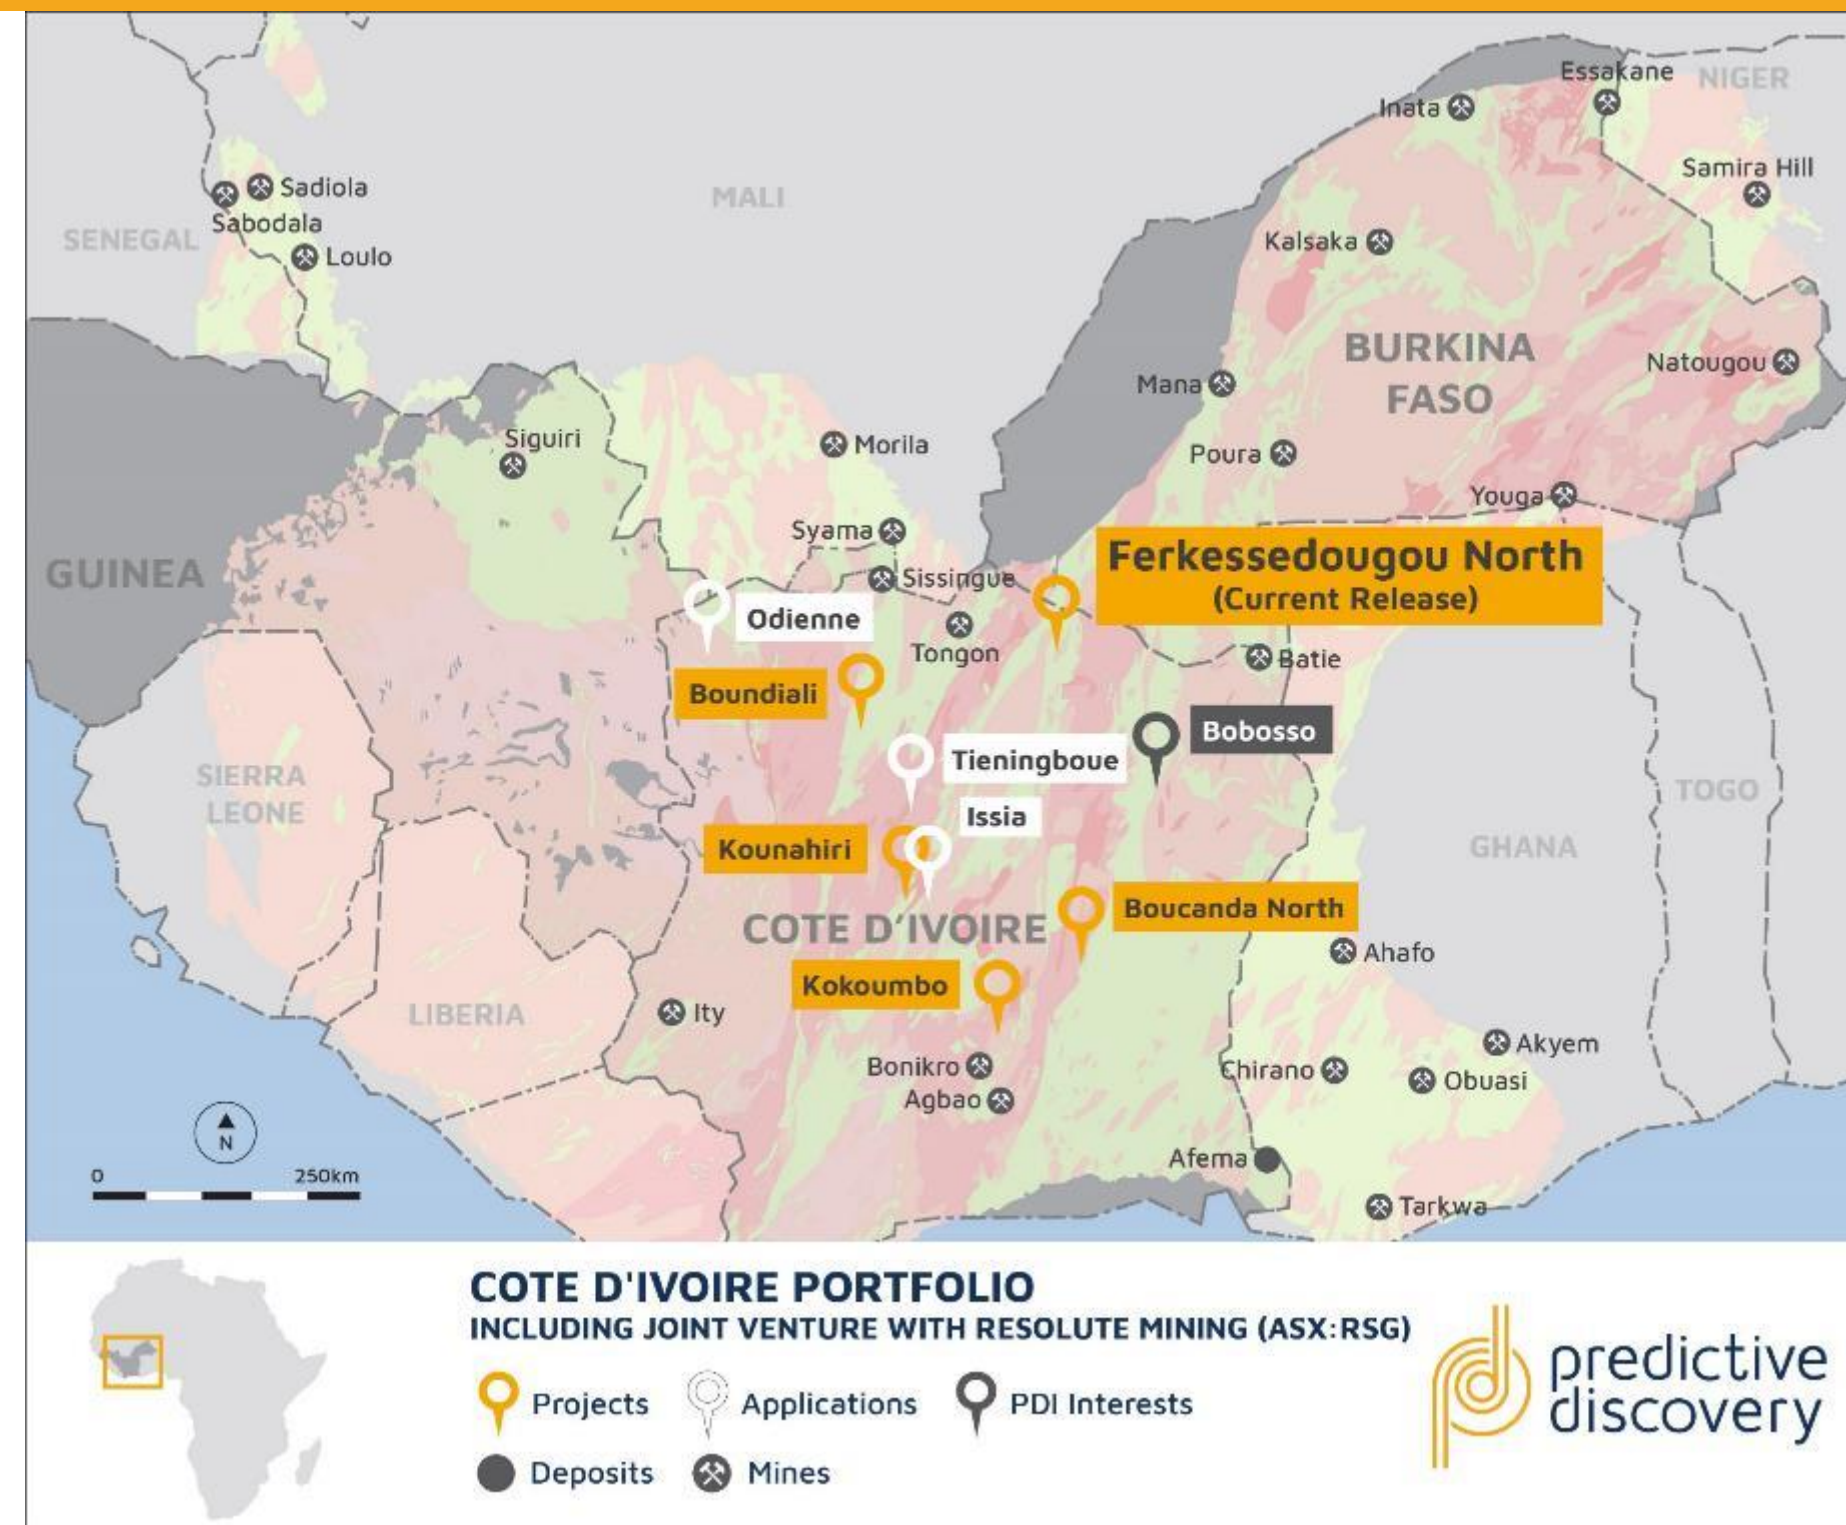 Essakane
NIGER
Inata
Samira Hill
Sadiola
MALI
Sabodala
SENEGAL
Kalsaka
Loulo
BURKINA
FASO
Natougou
Mana
Siguiri
Morila
Poura
Youga
Syama
Ferkessedougou North
(Current Release)
GUINEA
Sissingue
Odienne
Tongon
Batie
Boundiali
Bobosso
Tieningboue
SIERRA
LEONE
TOGO
Issia
Kounahiri
GHANA
Boucanda North
COTE D'IVOIRE
Ahafo
Kokoumbo
LIBERIA
Ity
Akyem
Bonikro
Chirano
Obuasi
Agbao
N
Afema
0 250km
Tarkwa
COTE D'IVOIRE PORTFOLIO
INCLUDING JOINT VENTURE WITH RESOLUTE MINING (ASX:RSG)
Projects
Applications
PDI Interests
Deposits
Mines
predictive
discovery